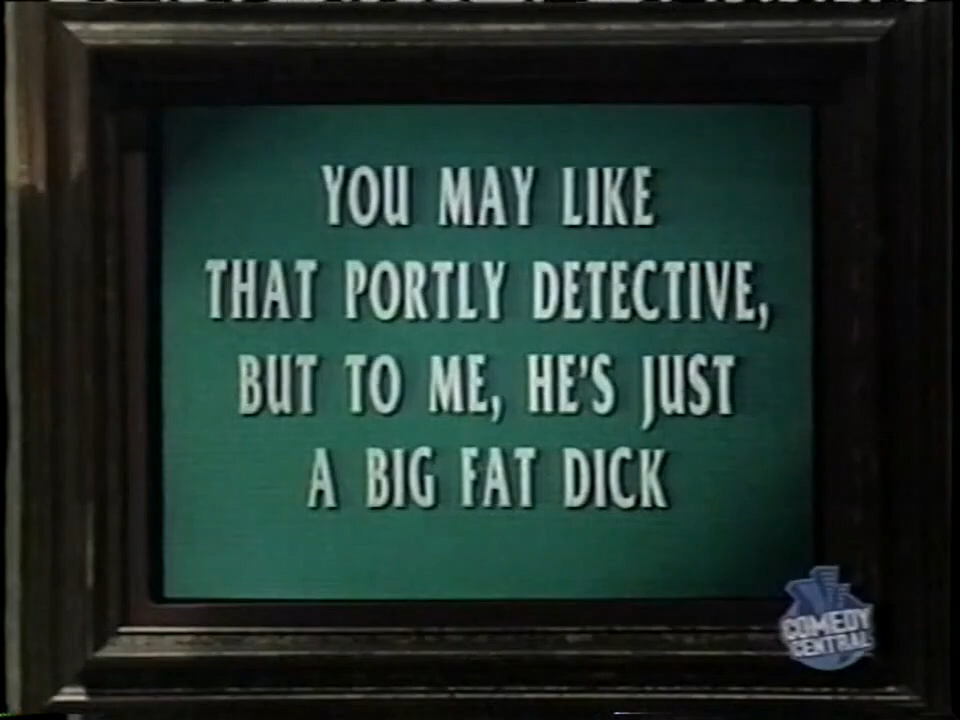 YOU MAY LIKE
THAT PORTLY DETECTIVE,
BUT TO ME, HE'S JUST
A BIG FAT DICK
COMEDY
CENTRAL